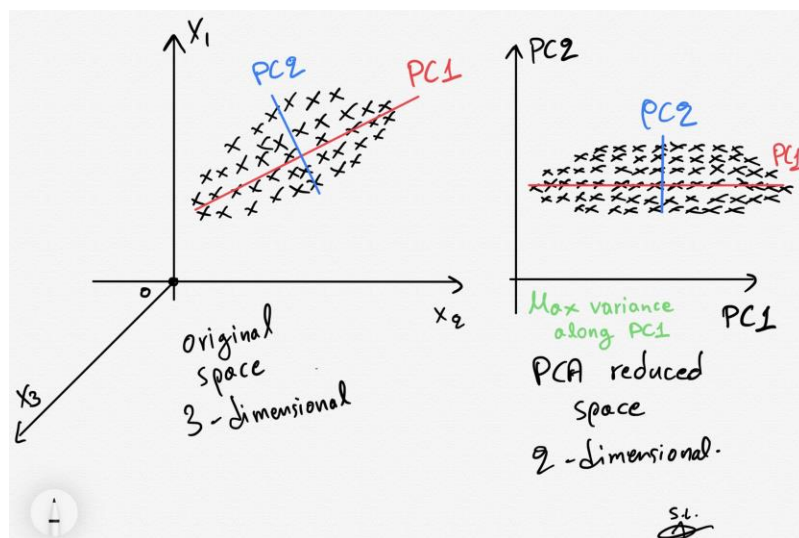 X1
PC2
PC1
0
X2
X3
original
space
3-dimensional
PC2
PC2
PC1
PC1
Max variance
along PC1
PCA reduced
space
2-dimensional.
S.L.